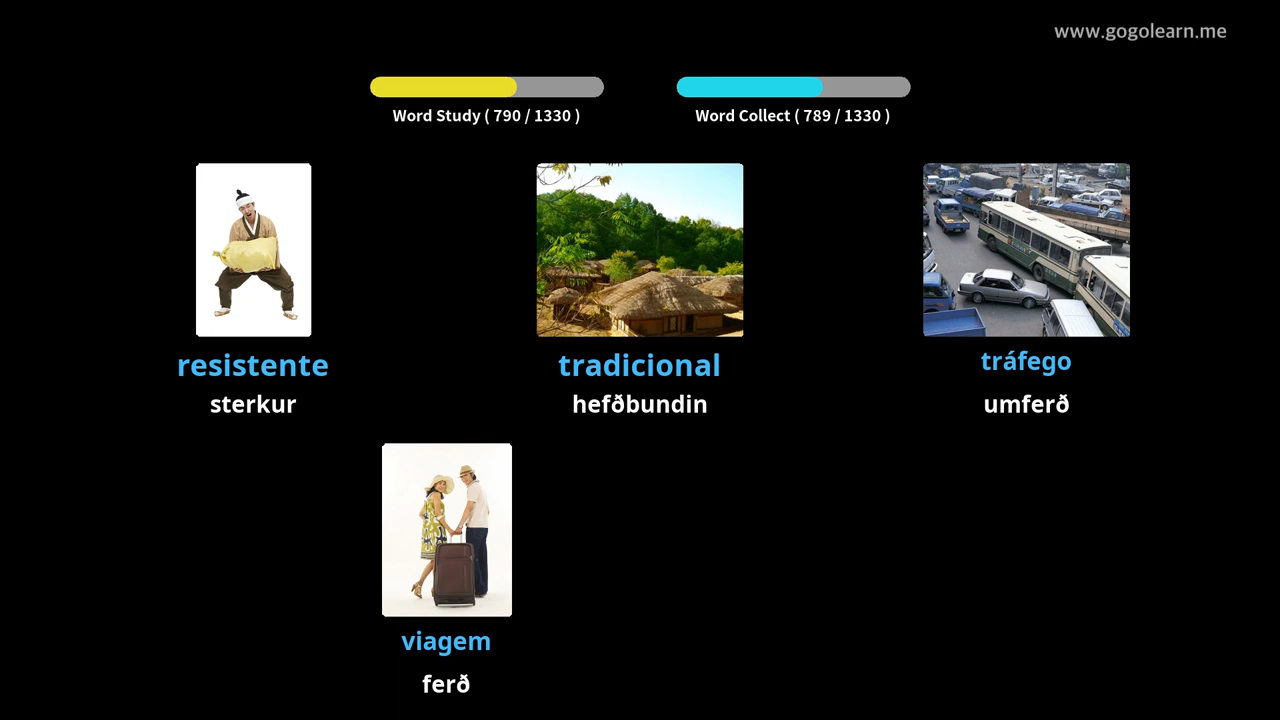 www.gogolearn.me
Word Study ( 790 / 1330 )
Word Collect ( 789 / 1330 )
resistente
sterkur
tradicional
hefðbundin
tráfego
umferð
viagem
ferð